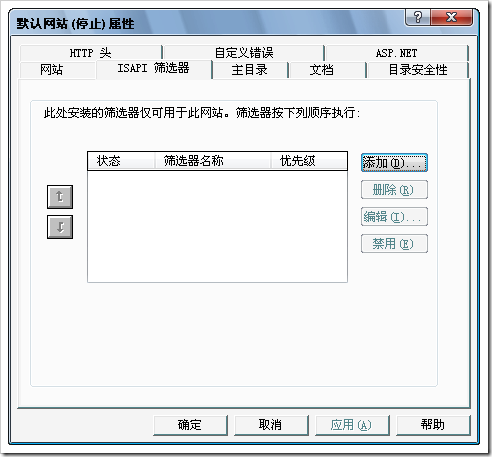 默认网站 (停止) 属性
HTTP 头 自定义错误 ASP.NET
网站 ISAPI 筛选器 主目录 文档 目录安全性
此处安装的筛选器仅可用于此网站。筛选器按下列顺序执行:
状态 筛选器名称 优先级
添加(D)...
删除(R)
编辑(I)...
禁用(E)
确定 取消 应用(A) 帮助